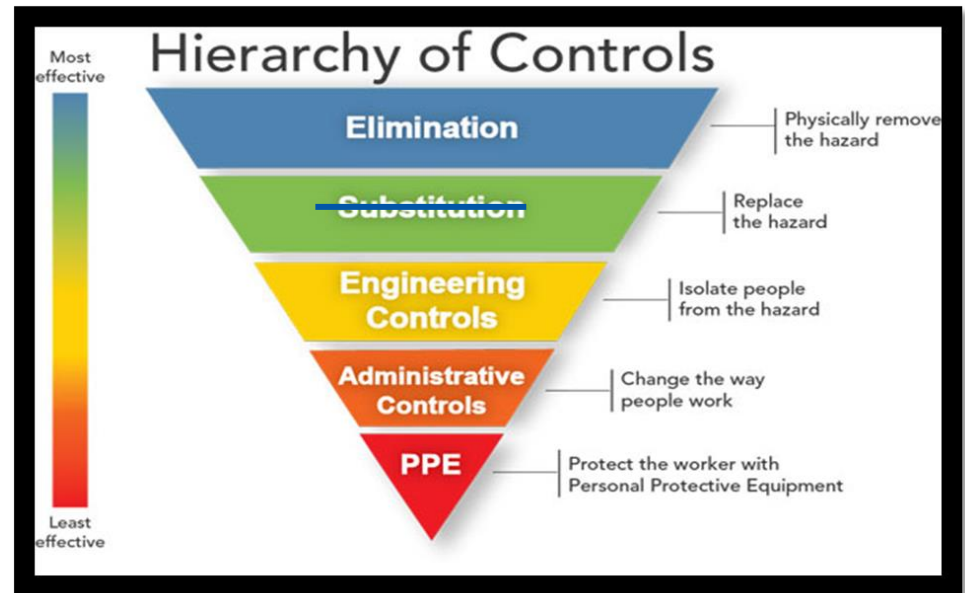 Hierarchy of Controls
Most
effective
Elimination
Physically remove
the hazard
Substitution
Replace
the hazard
Engineering
Controls
Isolate people
from the hazard
Administrative
Controls
Change the way
people work
PPE
Protect the worker with
Personal Protective Equipment
Least
effective